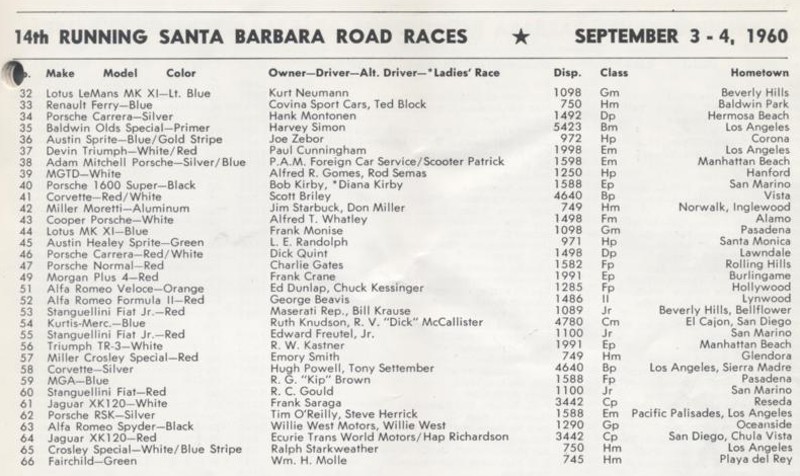 14th RUNNING SANTA BARBARA ROAD RACES ★ SEPTEMBER 3 - 4, 1960
Make Model Color Owner—Driver—Alt. Driver—*Ladies' Race Disp. Class Hometown
32 Lotus LeMans MK XI—Lt. Blue Kurt Neumann 1098 Gm Beverly Hills
33 Renault Ferry—Blue Covina Sport Cars, Ted Block 750 Hm Baldwin Park
34 Porsche Carrera—Silver Hank Montonen 1492 Dp Hermosa Beach
35 Baldwin Olds Special—Primer Harvey Simon 5423 Bm Los Angeles
36 Austin Sprite—Blue/Gold Stripe Joe Zebor 972 Hp Corona
37 Devin Triumph—White/Red Paul Cunningham 1998 Em Los Angeles
38 Adam Mitchell Porsche—Silver/Blue P.A.M. Foreign Car Service/Scooter Patrick 1598 Em Manhattan Beach
39 MGTD—White Alfred R. Gomes, Rod Semas 1250 Hp Hanford
40 Porsche 1600 Super—Black Bob Kirby, *Diana Kirby 1588 Ep San Marino
41 Corvette—Red/White Scott Briley 4640 Bp Vista
42 Miller Moretti—Aluminum Jim Starbuck, Don Miller 749 Hm Norwalk, Inglewood
43 Cooper Porsche—White Alfred T. Whatley 1498 Fm Alamo
44 Lotus MK XI—Blue Frank Monise 1098 Gm Pasadena
45 Austin Healey Sprite—Green L. E. Randolph 971 Hp Santa Monica
46 Porsche Carrera—Red/White Dick Quint 1498 Dp Lawndale
47 Porsche Normal—Red Charlie Gates 1582 Fp Rolling Hills
49 Morgan Plus 4—Red Frank Crane 1991 Ep Burlingame
51 Alfa Romeo Veloce—Orange Ed Dunlap, Chuck Kessinger 1285 Fp Hollywood
52 Alfa Romeo Formula II—Red George Beavis 1486 II Lynwood
53 Stanguellini Fiat Jr.—Red Maserati Rep., Bill Krause 1089 Jr Beverly Hills, Bellflower
54 Kurtis-Merc.—Blue Ruth Knudson, R. V. "Dick" McCallister 4780 Cm El Cajon, San Diego
55 Stanguellini Fiat Jr.—Red Edward Freutel, Jr. 1100 Jr San Marino
56 Triumph TR-3—White R. W. Kastner 1991 Ep Manhattan Beach
57 Miller Crosley Special—Red Emory Smith 749 Hm Glendora
58 Corvette—Silver Hugh Powell, Tony Settember 4640 Bp Los Angeles, Sierra Madre
59 MGA—Blue R. G. "Kip" Brown 1588 Fp Pasadena
60 Stanguellini Fiat—Red R. C. Gould 1100 Jr San Marino
61 Jaguar XK120—White Frank Saraga 3442 Cp Reseda
62 Porsche RSK—Silver Tim O'Reilly, Steve Herrick 1588 Em Pacific Palisades, Los Angeles
63 Alfa Romeo Spyder—Black Willie West Motors, Willie West 1290 Gp Oceanside
64 Jaguar XK120—Red Ecurie Trans World Motors/Hap Richardson 3442 Cp San Diego, Chula Vista
65 Crosley Special—White/Blue Stripe Ralph Starkweather 750 Hm Los Angeles
66 Fairchild—Green Wm. H. Molle 745 Hm Playa del Rey